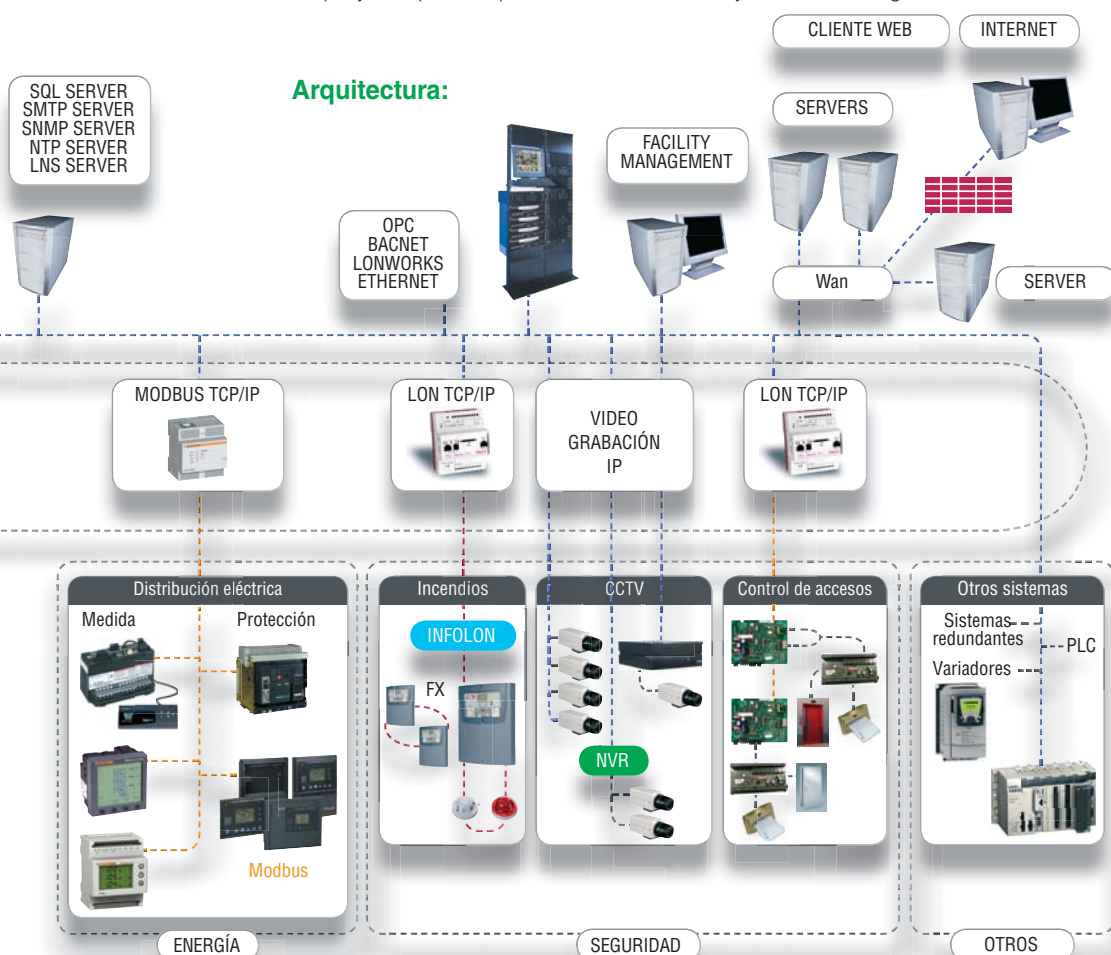 CLIENTE WEB
INTERNET
Arquitectura:
SQL SERVER
SMTP SERVER
SNMP SERVER
NTP SERVER
LNS SERVER
SERVERS
FACILITY
MANAGEMENT
OPC
BACNET
LONWORKS
ETHERNET
Wan
SERVER
MODBUS TCP/IP
LON TCP/IP
VIDEO
GRABACIÓN
IP
LON TCP/IP
Distribución eléctrica
Medida
Protección
Modbus
Incendios
INFOLON
FX
CCTV
NVR
Control de accesos
Otros sistemas
Sistemas
redundantes
PLC
Variadores
ENERGÍA
SEGURIDAD
OTROS